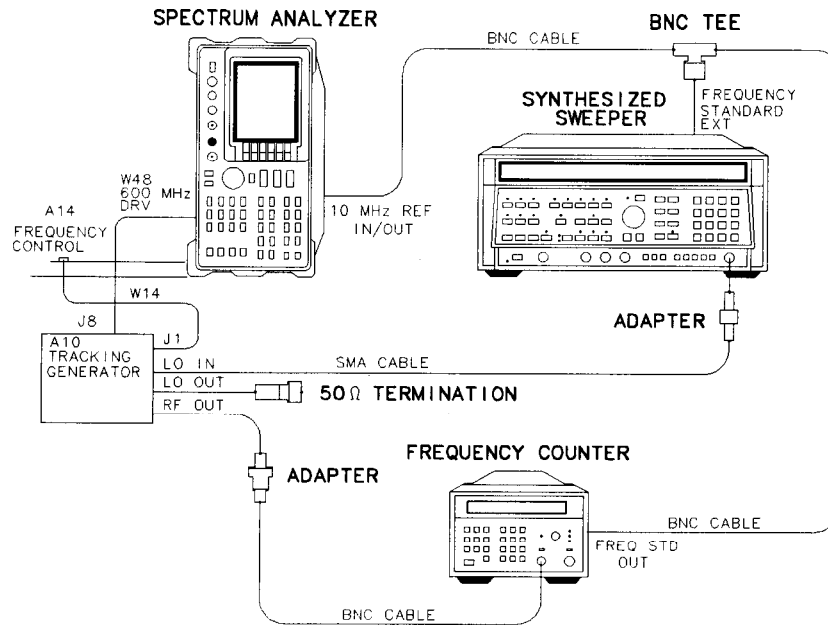 SPECTRUM ANALYZER
BNC CABLE
BNC TEE
SYNTHESIZED
SWEEPER
FREQUENCY
STANDARD
EXT
W48
600 MHz
DRV
10 MHz REF
IN/OUT
A14
FREQUENCY
CONTROL
W14
J8
J1
A10
TRACKING
GENERATOR
LO IN
LO OUT
RF OUT
SMA CABLE
ADAPTER
50Ω TERMINATION
ADAPTER
FREQUENCY COUNTER
BNC CABLE
FREQ STD
OUT
BNC CABLE